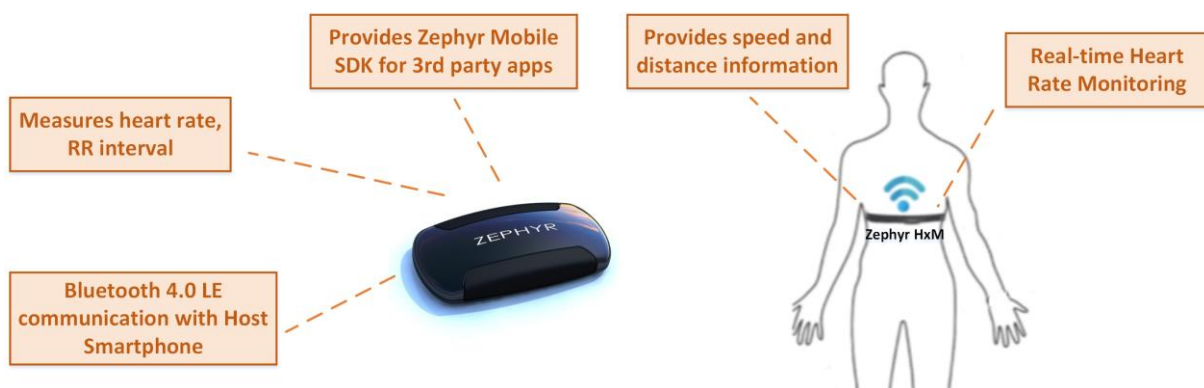 Provides Zephyr Mobile
SDK for 3rd party apps
Provides speed and
distance information
Real-time Heart
Rate Monitoring
Measures heart rate,
RR interval
ZEPHYR
Zephyr HxM
Bluetooth 4.0 LE
communication with Host
Smartphone